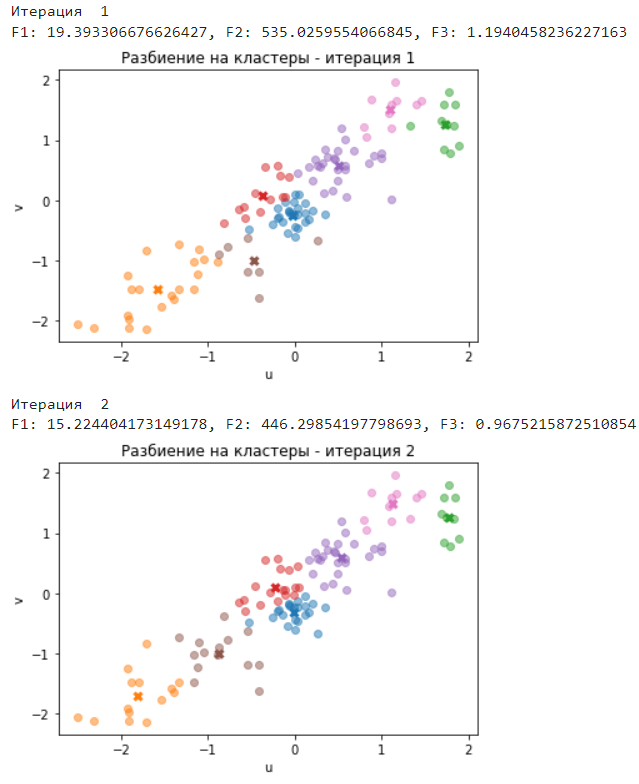 Итерация 1
F1: 19.393306676626427, F2: 535.0259554066845, F3: 1.1940458236227163
Разбиение на кластеры - итерация 1
2
1
0
−1
−2
v
−2 −1 0 1 2
u
Итерация 2
F1: 15.224404173149178, F2: 446.29854197798693, F3: 0.9675215872510854
Разбиение на кластеры - итерация 2
2
1
0
−1
−2
v
−2 −1 0 1 2
u